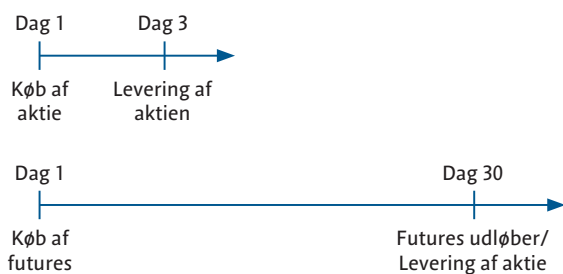 Dag 1 Dag 3
Køb af Levering af
aktie aktien
Dag 1 Dag 30
Køb af Futures udløber/
futures Levering af aktie